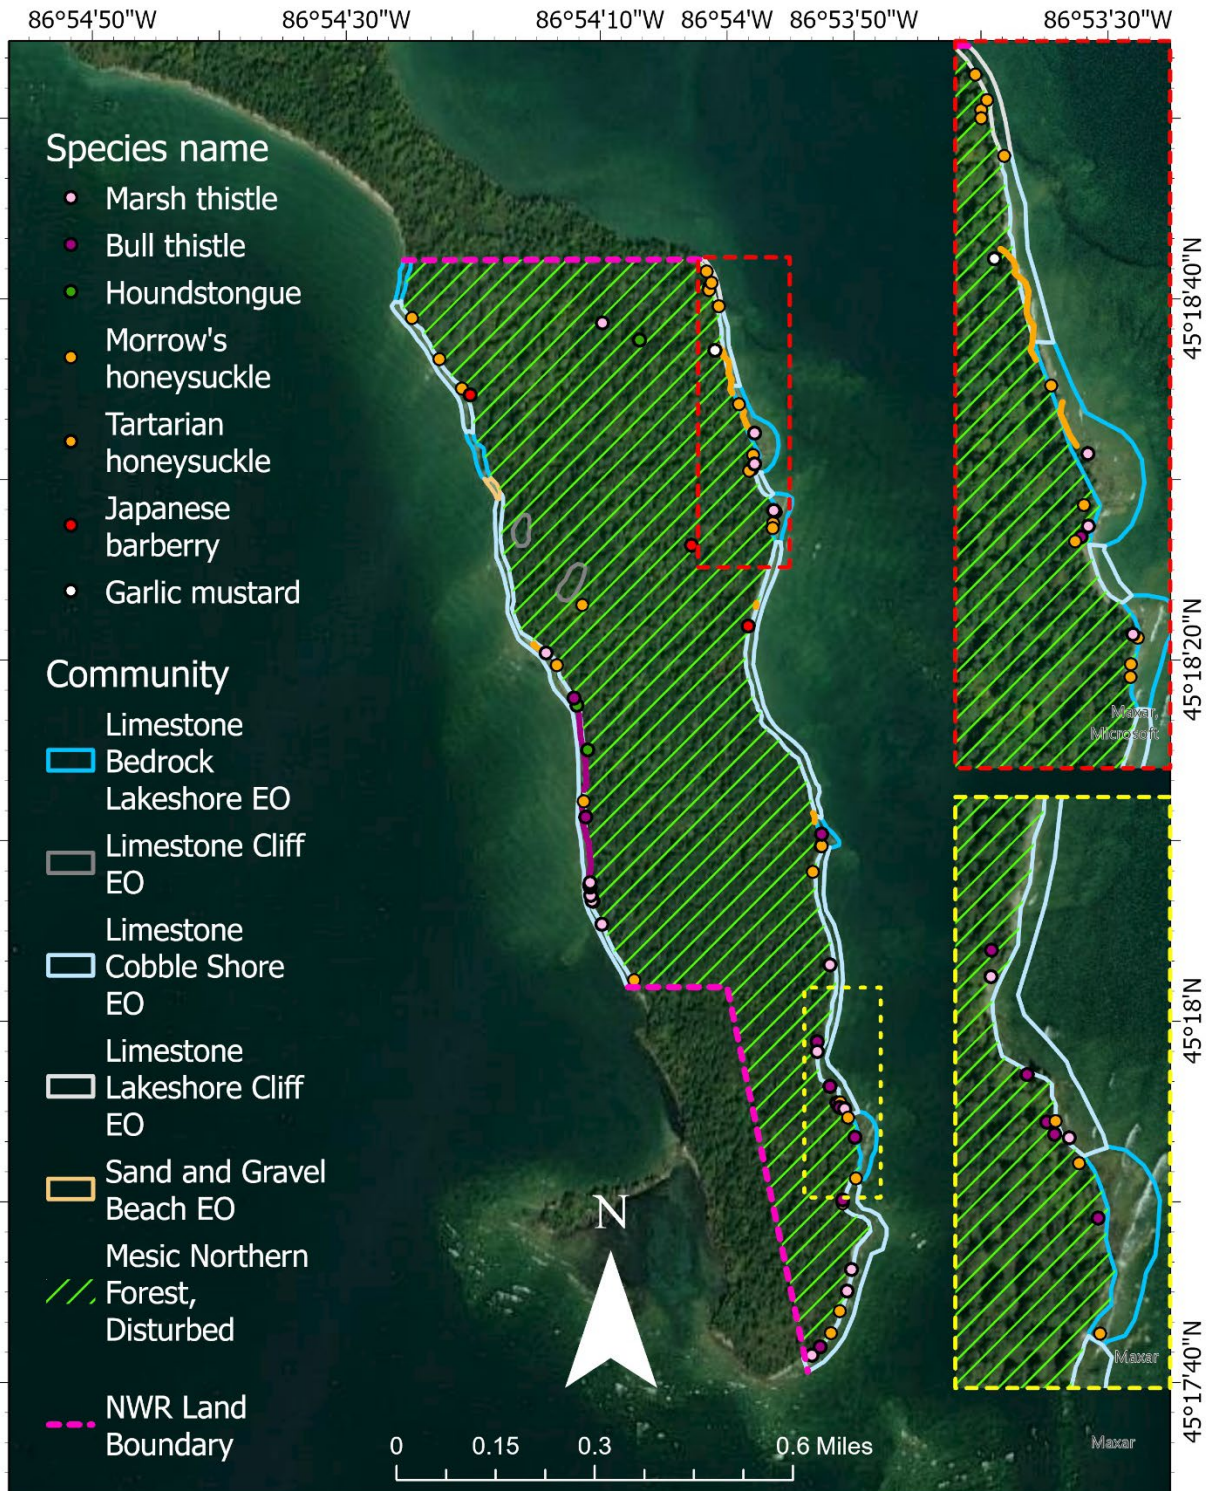 86°54'50"W 86°54'30"W 86°54'10"W 86°54'W 86°53'50"W 86°53'30"W
Species name
Marsh thistle
Bull thistle
Houndstongue
Morrow's
honeysuckle
Tartarian
honeysuckle
Japanese
barberry
Garlic mustard
Community
Limestone
Bedrock
Lakeshore EO
Limestone Cliff
EO
Limestone
Cobble Shore
EO
Limestone
Lakeshore Cliff
EO
Sand and Gravel
Beach EO
Mesic Northern
Forest,
Disturbed
NWR Land
Boundary
N
0 0.15 0.3 0.6 Miles
Maxar,
Microsoft
Maxar
Maxar
45°18'40"N
45°18'20"N
45°18'N
45°17'40"N